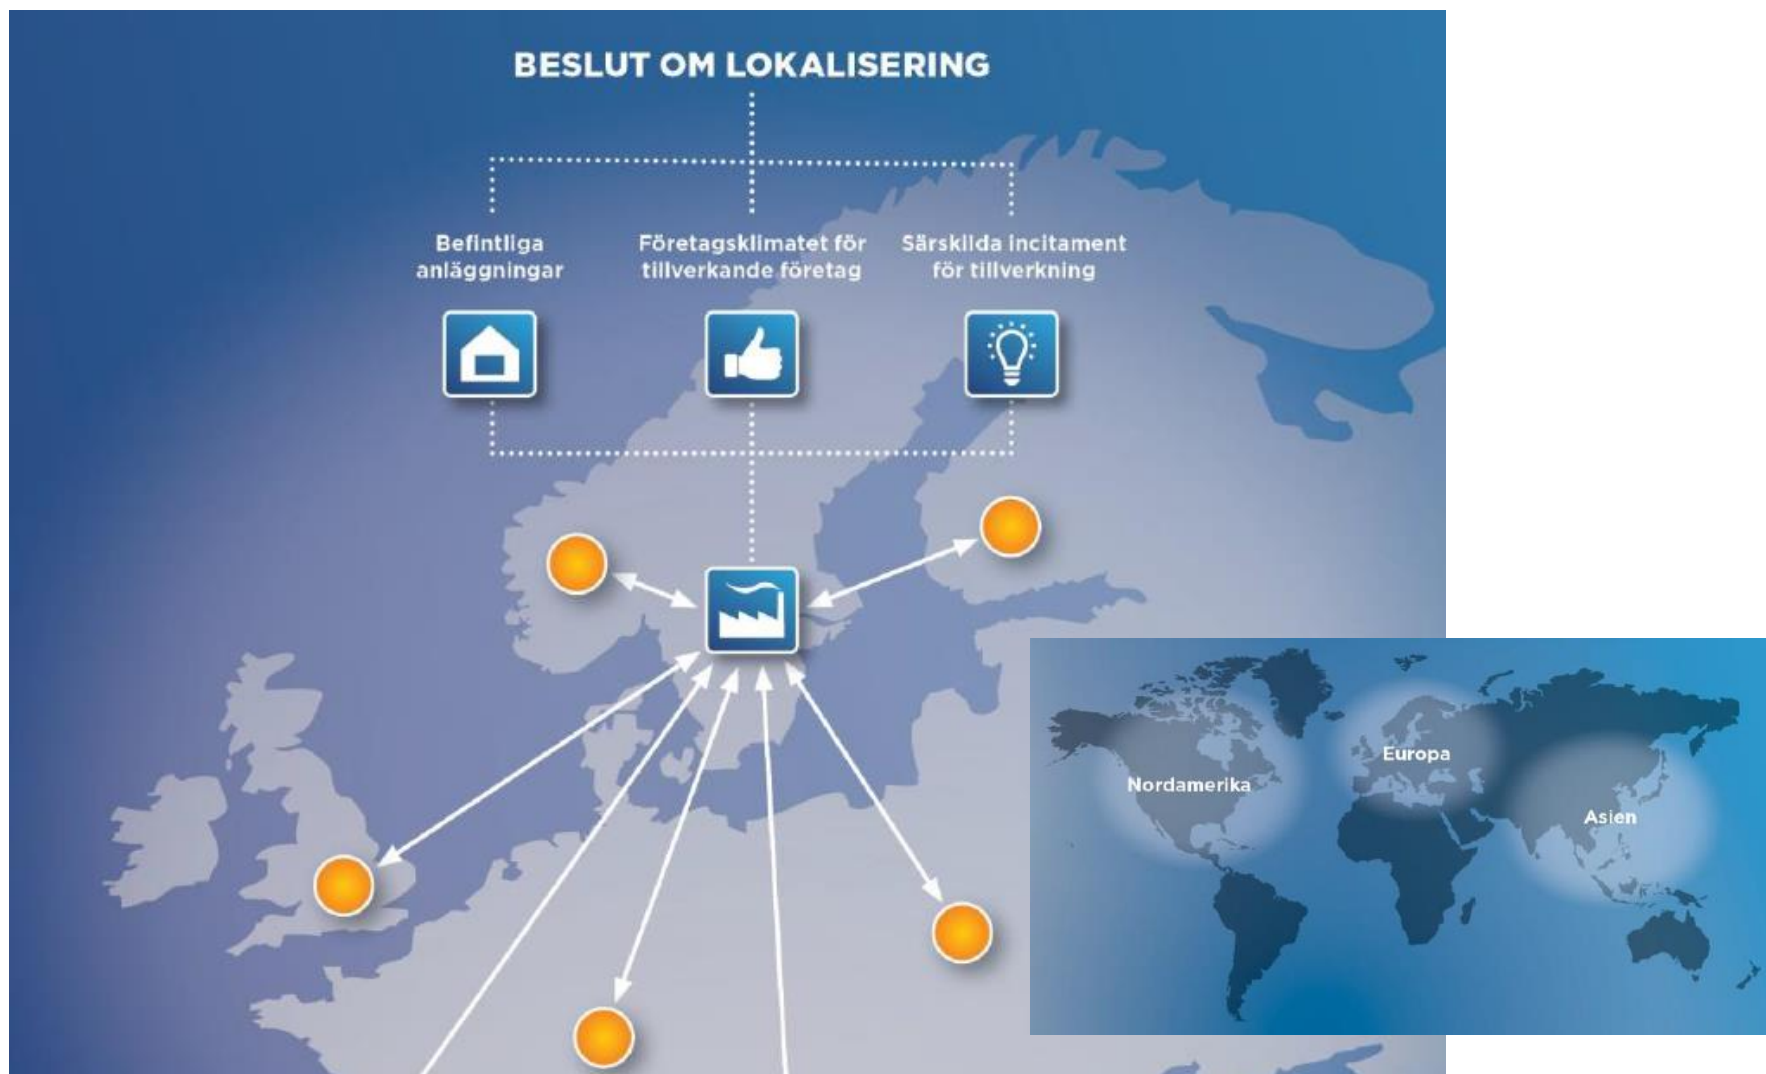 BESLUT OM LOKALISERING
Befintliga
anläggningar
Företagsklimatet för
tillverkande företag
Särskilda incitament
för tillverkning
Nordamerika
Europa
Asien